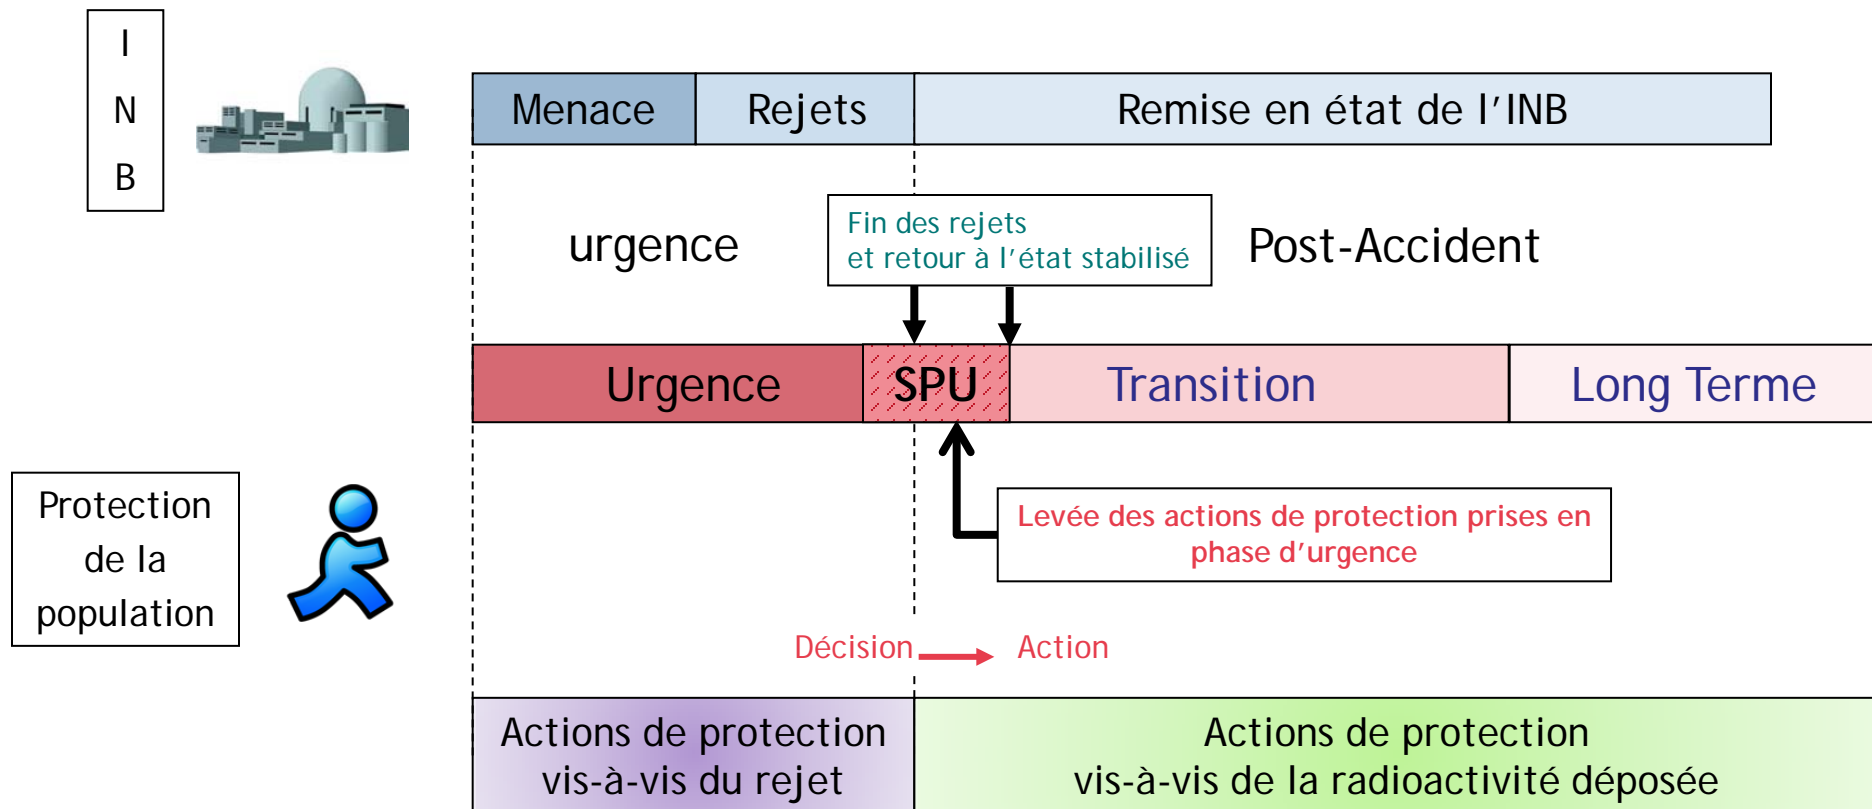 I
N
B
Menace
Rejets
Remise en état de l'INB
urgence
Fin des rejets
et retour à l'état stabilisé
Post-Accident
Urgence
SPU
Transition
Long Terme
Protection
de la
population
Levée des actions de protection prises en
phase d'urgence
Décision
Action
Actions de protection
vis-à-vis du rejet
Actions de protection
vis-à-vis de la radioactivité déposée